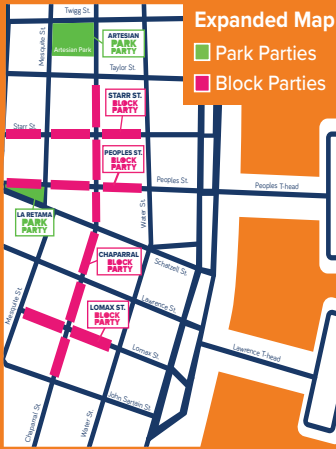 Expanded Map
Park Parties
Block Parties
Twigg St.
Mesquite St.
ARTESIAN
PARK
PARTY
Artesian Park
Taylor St.
STARR ST.
BLOCK
PARTY
Starr St.
PEOPLES ST.
BLOCK
PARTY
Peoples St.
Peoples T-head
LA RETAMA
PARK
PARTY
Water St.
CHAPARRAL
BLOCK
PARTY
Schatzell St.
Mesquite St.
Lawrence St.
LOMAX ST.
BLOCK
PARTY
Lomax St.
Lawrence T-head
John Sartain St.
Chaparral St.
Water St.